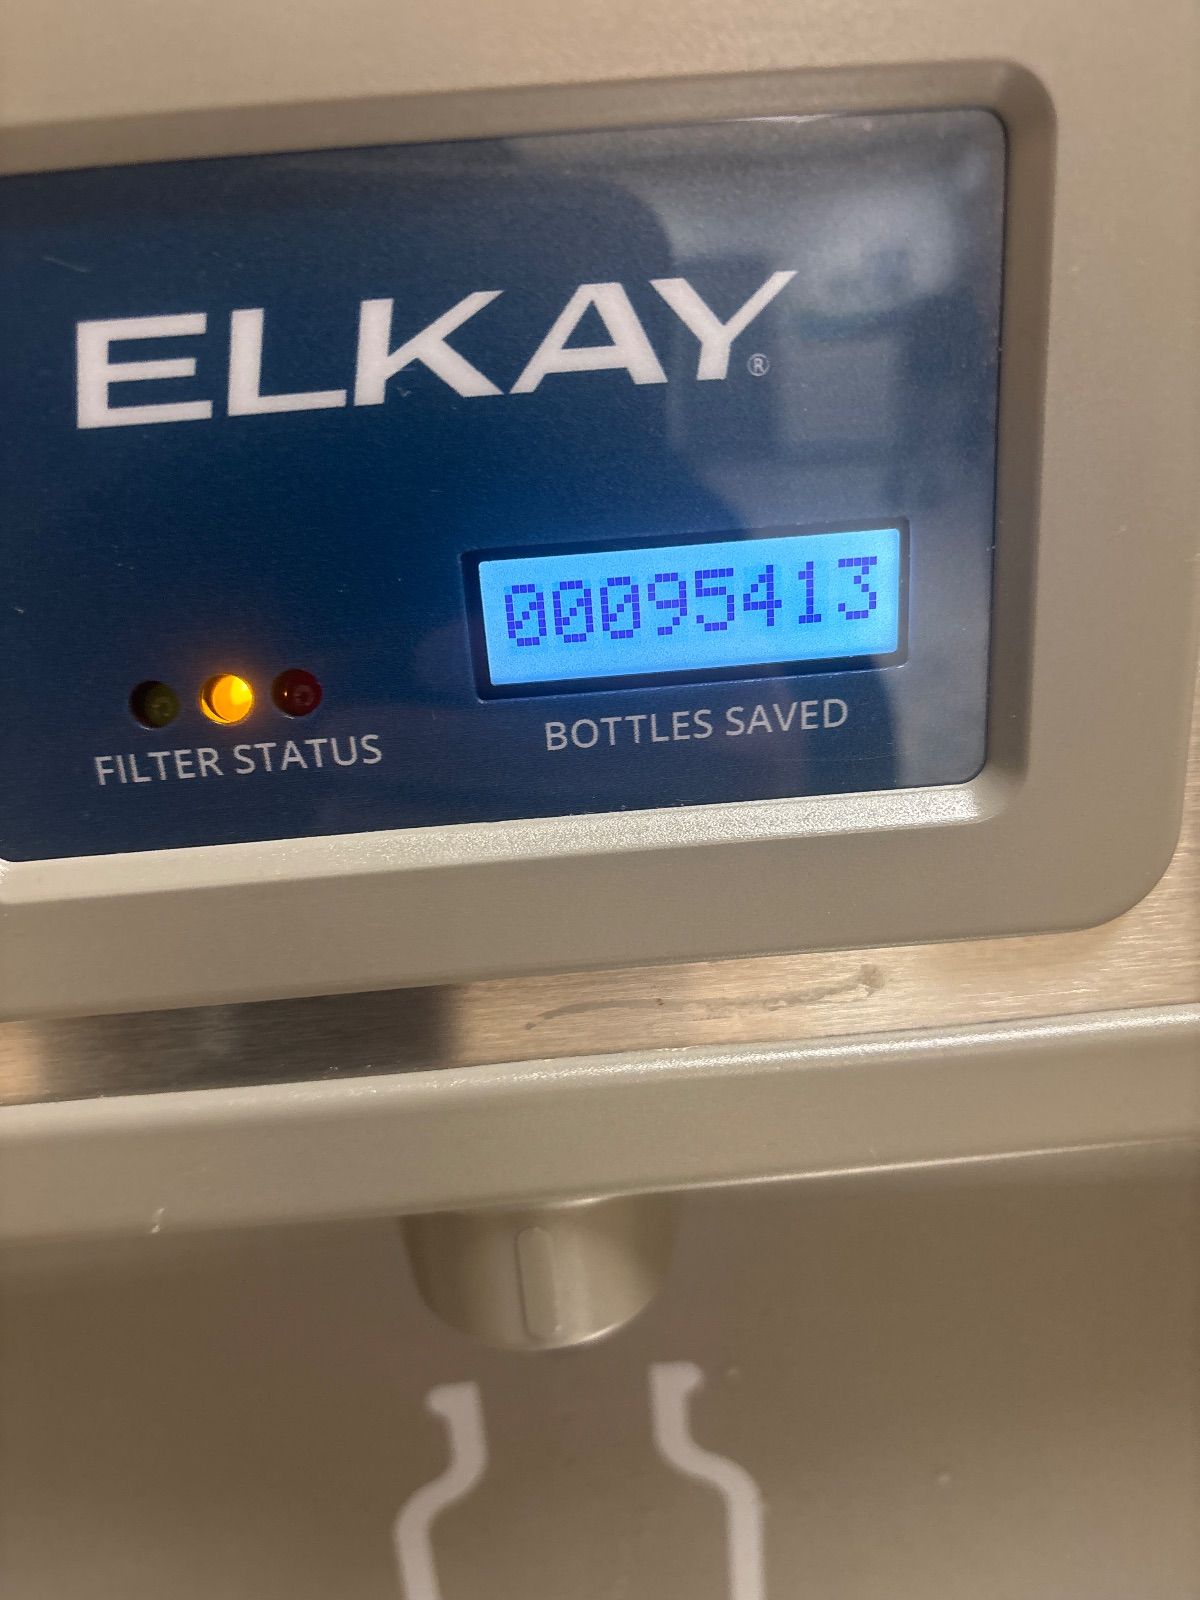 ELKAY®
00095413
FILTER STATUS
BOTTLES SAVED